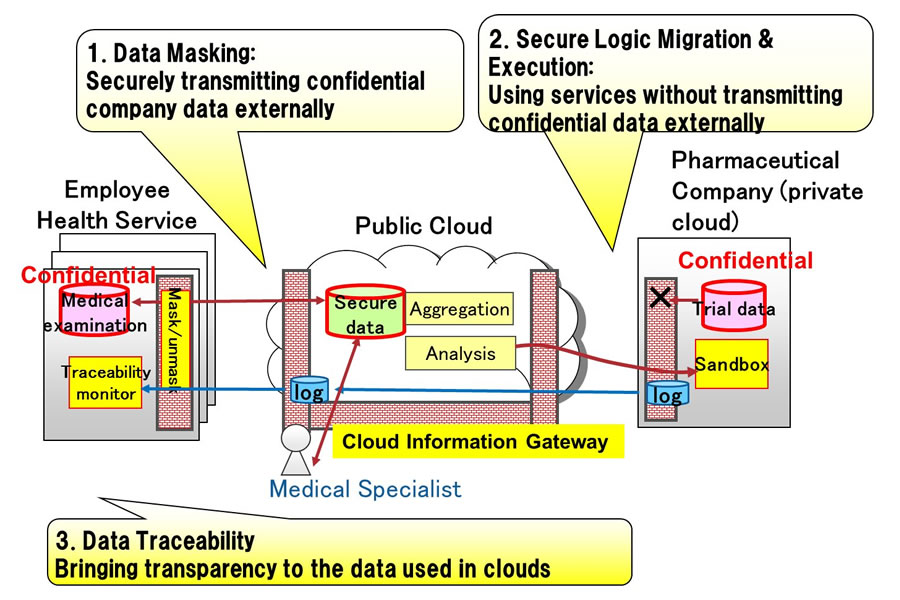 1. Data Masking:
Securely transmitting confidential
company data externally
2. Secure Logic Migration &
Execution:
Using services without transmitting
confidential data externally
Employee
Health Service
Public Cloud
Pharmaceutical
Company (private
cloud)
Confidential
Medical
examination
Mask/unmask
Traceability
monitor
Secure
data
Aggregation
Analysis
log
Confidential
Trial data
Sandbox
log
Cloud Information Gateway
Medical Specialist
3. Data Traceability
Bringing transparency to the data used in clouds